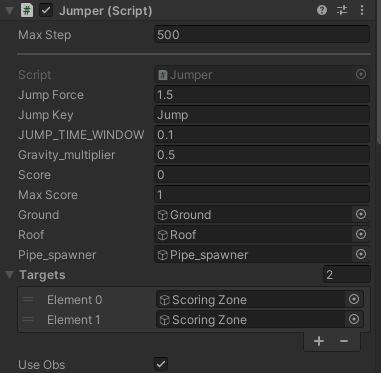 # Jumper (Script)
Max Step 500
Script # Jumper
Jump Force 1.5
Jump Key Jump
JUMP_TIME_WINDOW 0.1
Gravity_multiplier 0.5
Score 0
Max Score 1
Ground Ground
Roof Roof
Pipe_spawner Pipe_spawner
Targets 2
Element 0 Scoring Zone
Element 1 Scoring Zone
+ −
Use Obs